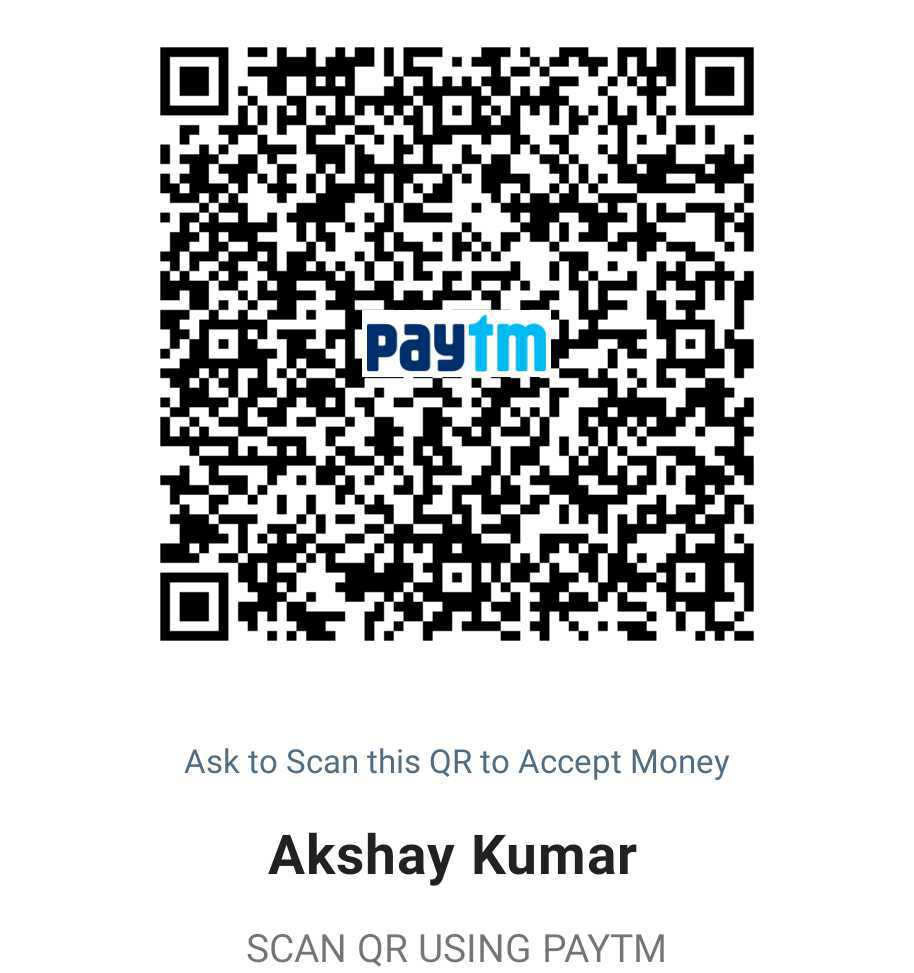 paytm
Ask to Scan this QR to Accept Money
Akshay Kumar
SCAN QR USING PAYTM